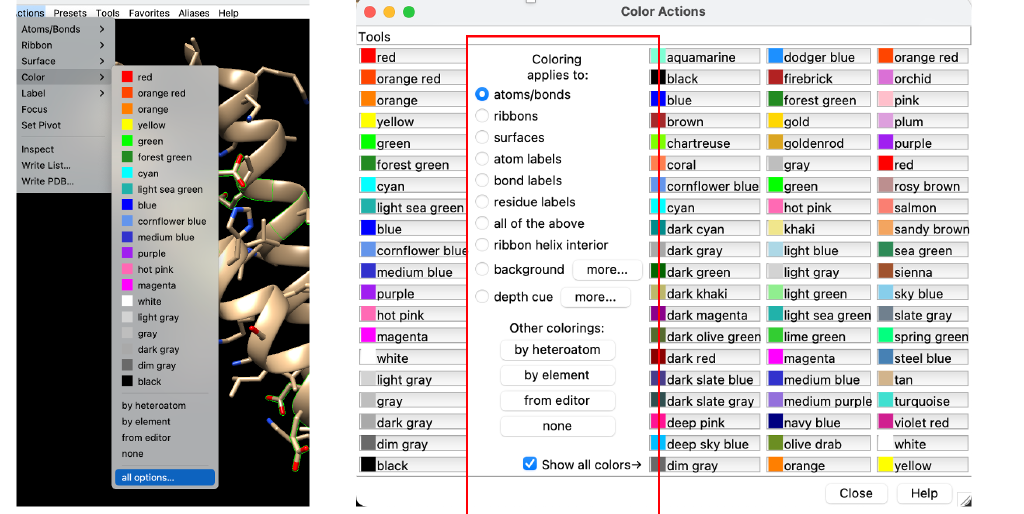 ctions Presets Tools Favorites Aliases Help
Atoms/Bonds >
Ribbon >
Surface >
Color >
Label >
Focus
Set Pivot
Inspect
Write List...
Write PDB...
red
orange red
orange
yellow
green
forest green
cyan
light sea green
blue
cornflower blue
medium blue
purple
hot pink
magenta
white
light gray
gray
dark gray
dim gray
black
by heteroatom
by element
from editor
none
all options...
Color Actions
Tools
red
orange red
orange
yellow
green
forest green
cyan
light sea green
blue
cornflower blue
medium blue
purple
hot pink
magenta
white
light gray
gray
dark gray
dim gray
black
Coloring
applies to:
atoms/bonds
ribbons
surfaces
atom labels
bond labels
residue labels
all of the above
ribbon helix interior
background more...
depth cue more...
Other colorings:
by heteroatom
by element
from editor
none
Show all colors→
aquamarine
black
blue
brown
chartreuse
coral
cornflower blue
cyan
dark cyan
dark gray
dark green
dark khaki
dark magenta
dark olive green
dark red
dark slate blue
dark slate gray
deep pink
deep sky blue
dim gray
dodger blue
firebrick
forest green
gold
goldenrod
gray
green
hot pink
khaki
light blue
light gray
light green
light sea green
lime green
magenta
medium blue
medium purple
navy blue
olive drab
orange
orange red
orchid
pink
plum
purple
red
rosy brown
salmon
sandy brown
sea green
sienna
sky blue
slate gray
spring green
steel blue
tan
turquoise
violet red
white
yellow
Close Help